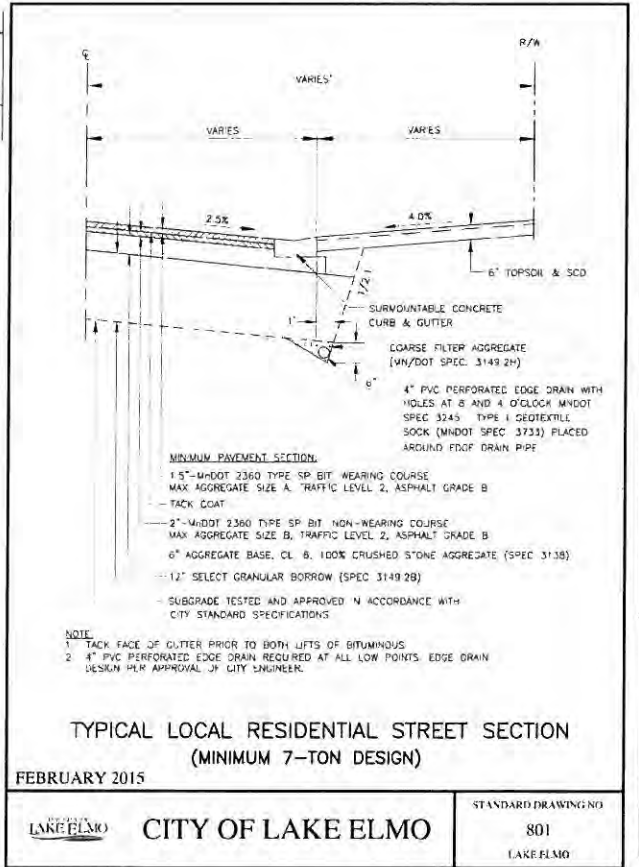 ℄
R/W
VARIES'
VARIES
VARIES
2.5%
4.0%
6" TOPSOIL & SOD
1/2:1
SURMOUNTABLE CONCRETE
CURB & GUTTER
1'
COARSE FILTER AGGREGATE
(MN/DOT SPEC. 3149.2H)
6"
4" PVC PERFORATED EDGE DRAIN WITH
HOLES AT 8 AND 4 O'CLOCK MNDOT
SPEC 3245 TYPE I GEOTEXTILE
SOCK (MNDOT SPEC 3733) PLACED
AROUND EDGE DRAIN PIPE
MINIMUM PAVEMENT SECTION:
1.5"-MnDOT 2360 TYPE SP BIT WEARING COURSE
MAX AGGREGATE SIZE A, TRAFFIC LEVEL 2, ASPHALT GRADE B
TACK COAT
2"-MnDOT 2360 TYPE SP BIT NON-WEARING COURSE
MAX AGGREGATE SIZE B, TRAFFIC LEVEL 2, ASPHALT GRADE B
6" AGGREGATE BASE, CL 6, 100% CRUSHED STONE AGGREGATE (SPEC 3138)
12" SELECT GRANULAR BORROW (SPEC 3149.2B)
SUBGRADE TESTED AND APPROVED IN ACCORDANCE WITH
CITY STANDARD SPECIFICATIONS
NOTE
1. TACK FACE OF GUTTER PRIOR TO BOTH LIFTS OF BITUMINOUS
2. 4" PVC PERFORATED EDGE DRAIN REQUIRED AT ALL LOW POINTS. EDGE DRAIN
DESIGN PER APPROVAL OF CITY ENGINEER.
TYPICAL LOCAL RESIDENTIAL STREET SECTION
(MINIMUM 7-TON DESIGN)
FEBRUARY 2015
LAKE ELMO
CITY OF LAKE ELMO
STANDARD DRAWING NO
801
LAKE ELMO